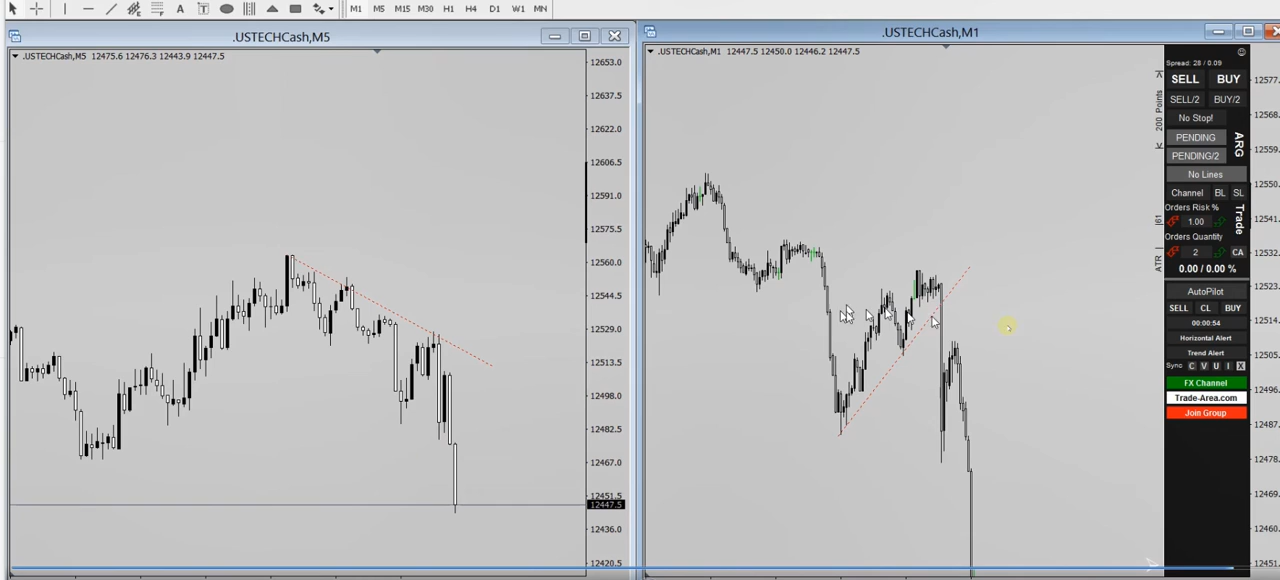 A T
M1 M5 M15 M30 H1 H4 D1 W1 MN
.USTECHCash,M5
.USTECHCash,M5 12475.6 12476.3 12443.9 12447.5
12653.0
12637.5
12622.0
12606.5
12591.0
12575.5
12560.0
12544.5
12529.0
12513.5
12498.0
12482.5
12467.0
12451.5
12447.5
12436.0
12420.5
.USTECHCash,M1
.USTECHCash,M1 12447.5 12450.0 12446.2 12447.5
200 Points
ATR
|61
Spread: 28 / 0.09
SELL BUY
SELL/2 BUY/2
No Stop!
PENDING
PENDING/2
ARG
No Lines
Channel BL SL
Orders Risk %
1.00
Trade
Orders Quantity
2 CA
0.00 / 0.00 %
AutoPilot
SELL CL BUY
00:00:54
Horizontal Alert
Trend Alert
Sync C V U I X
FX Channel
Trade-Area.com
Join Group